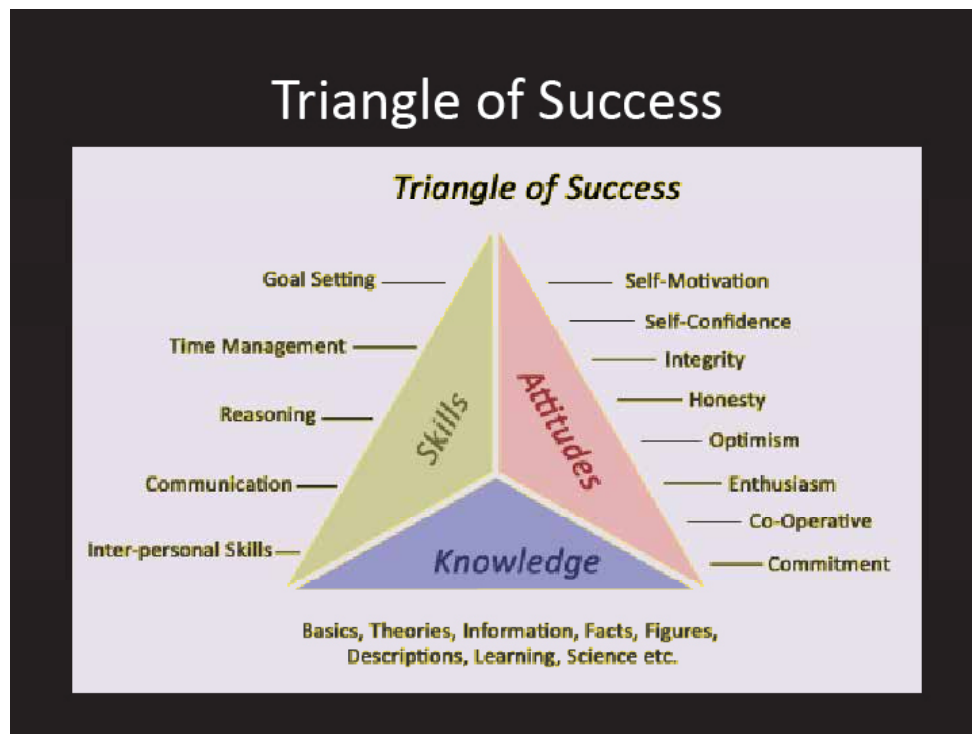 Triangle of Success
Triangle of Success
Goal Setting
Time Management
Reasoning
Communication
Inter-personal Skills
Skills
Attitudes
Knowledge
Self-Motivation
Self-Confidence
Integrity
Honesty
Optimism
Enthusiasm
Co-Operative
Commitment
Basics, Theories, Information, Facts, Figures,
Descriptions, Learning, Science etc.